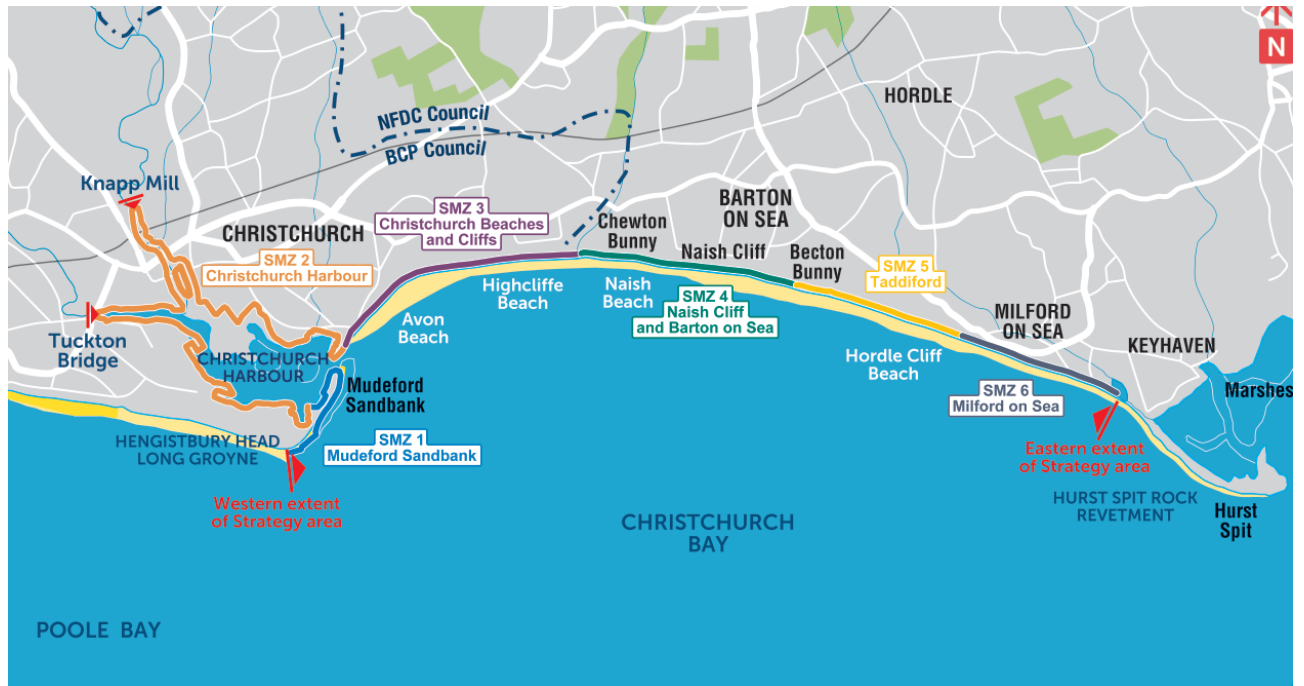 N
HORDLE
NFDC Council
BCP Council
Knapp Mill
CHRISTCHURCH
SMZ 3
Christchurch Beaches
and Cliffs
BARTON
ON SEA
Chewton
Bunny
SMZ 2
Christchurch Harbour
Naish Cliff
Becton
Bunny
SMZ 5
Taddiford
Highcliffe
Beach
Naish
Beach
SMZ 4
Naish Cliff
and Barton on Sea
MILFORD
ON SEA
Avon
Beach
Tuckton
Bridge
CHRISTCHURCH
HARBOUR
KEYHAVEN
Hordle Cliff
Beach
Mudeford
Sandbank
SMZ 6
Milford on Sea
Marshes
HENGISTBURY HEAD
LONG GROYNE
SMZ 1
Mudeford Sandbank
Eastern extent
of Strategy area
Western extent
of Strategy area
HURST SPIT ROCK
REVETMENT
Hurst
Spit
CHRISTCHURCH
BAY
POOLE BAY